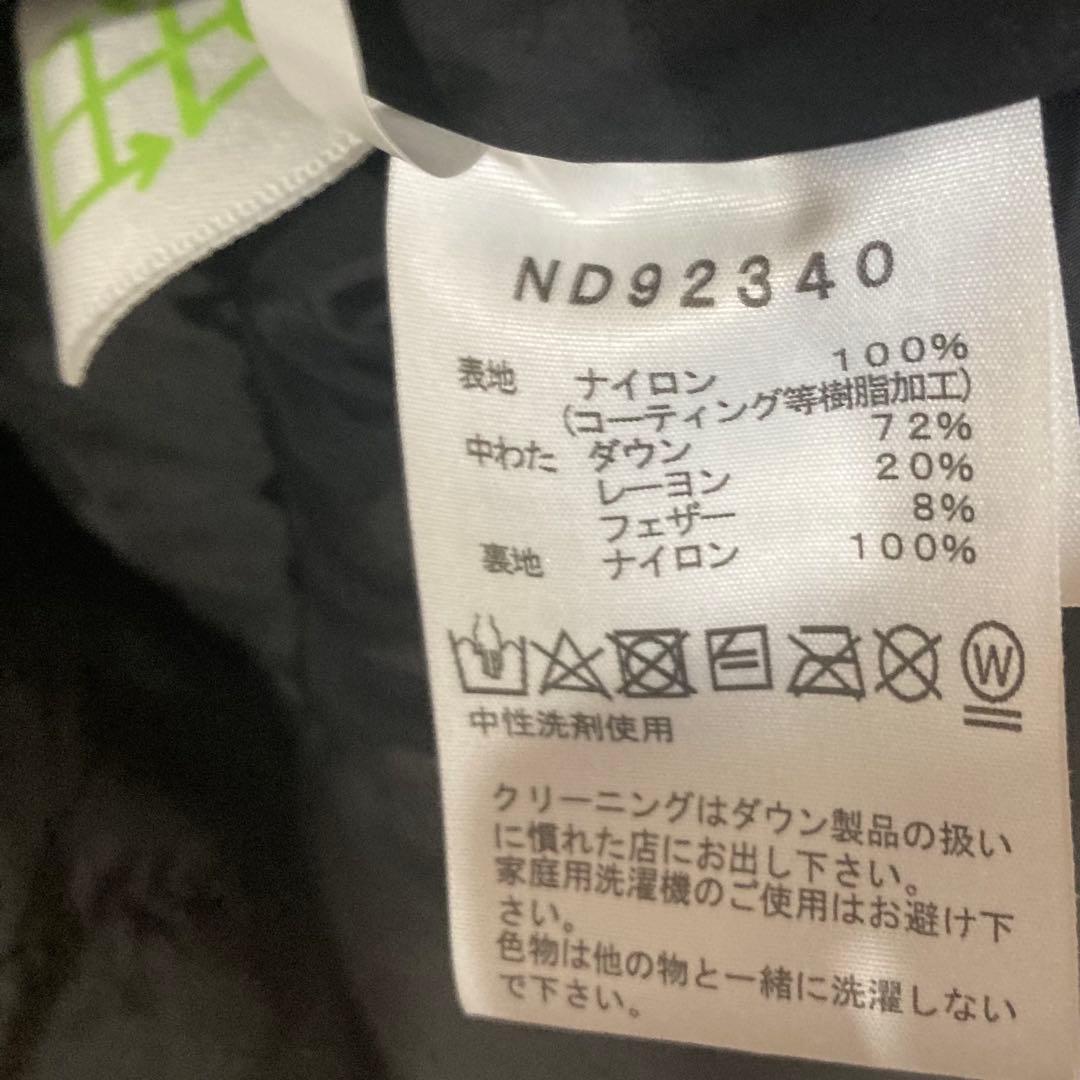 ND92340
表地 ナイロン 100%
(コーティング等樹脂加工)
中わた ダウン 72%
レーヨン 20%
フェザー 8%
裏地 ナイロン 100%
W
中性洗剤使用
クリーニングはダウン製品の扱い
に慣れた店にお出し下さい。
家庭用洗濯機のご使用はお避け下
さい。
色物は他の物と一緒に洗濯しない
で下さい。